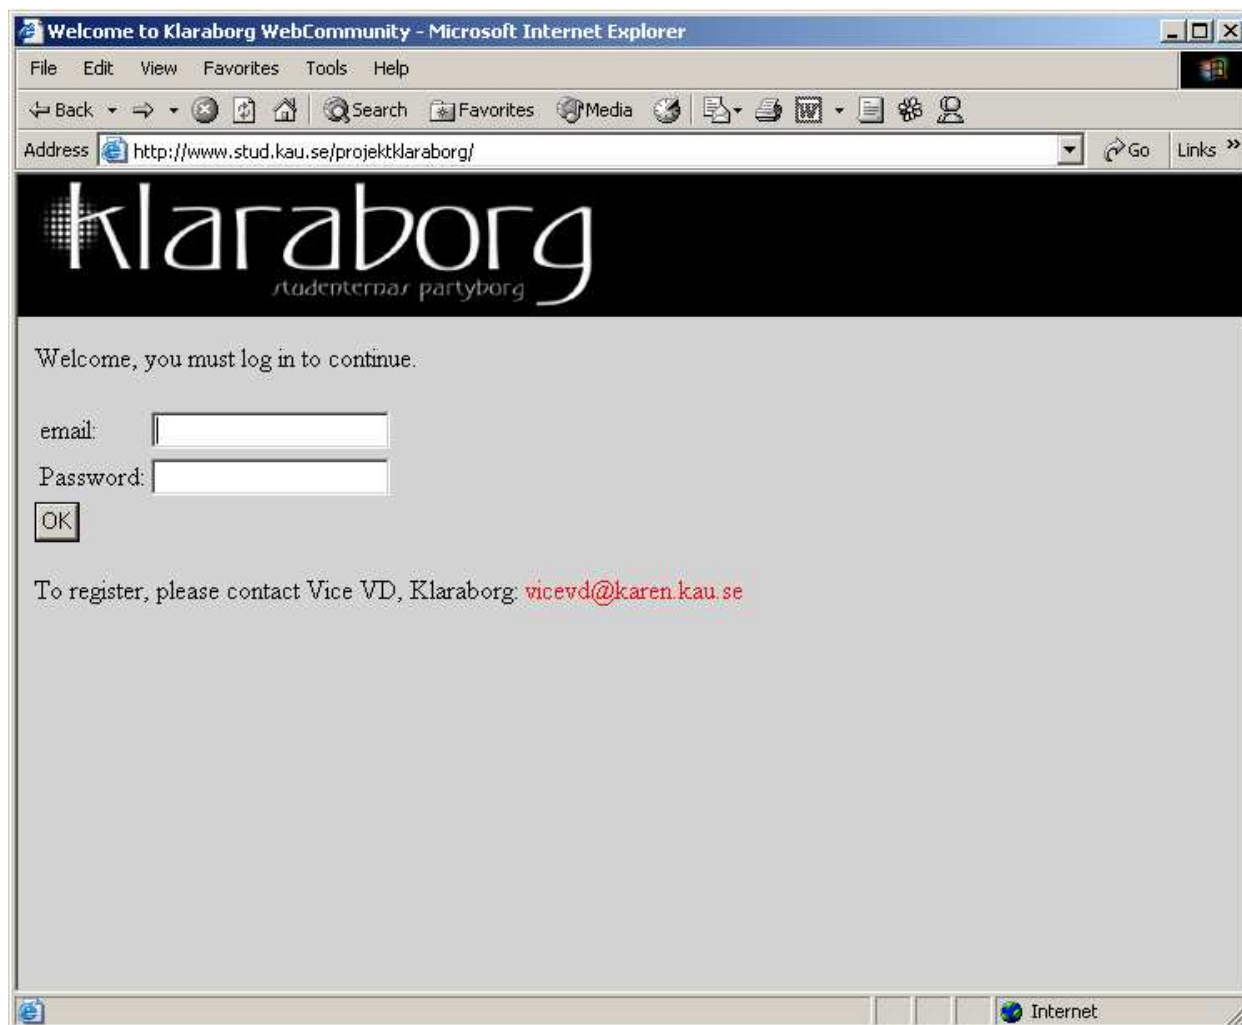 Welcome to Klaraborg WebCommunity - Microsoft Internet Explorer
File Edit View Favorites Tools Help
Back Search Favorites Media
Address http://www.stud.kau.se/projektklaraborg/ Go Links »
klaraborg
studenternas partyborg
Welcome, you must log in to continue.
email:
Password:
OK
To register, please contact Vice VD, Klaraborg: vicevd@karen.kau.se
Internet